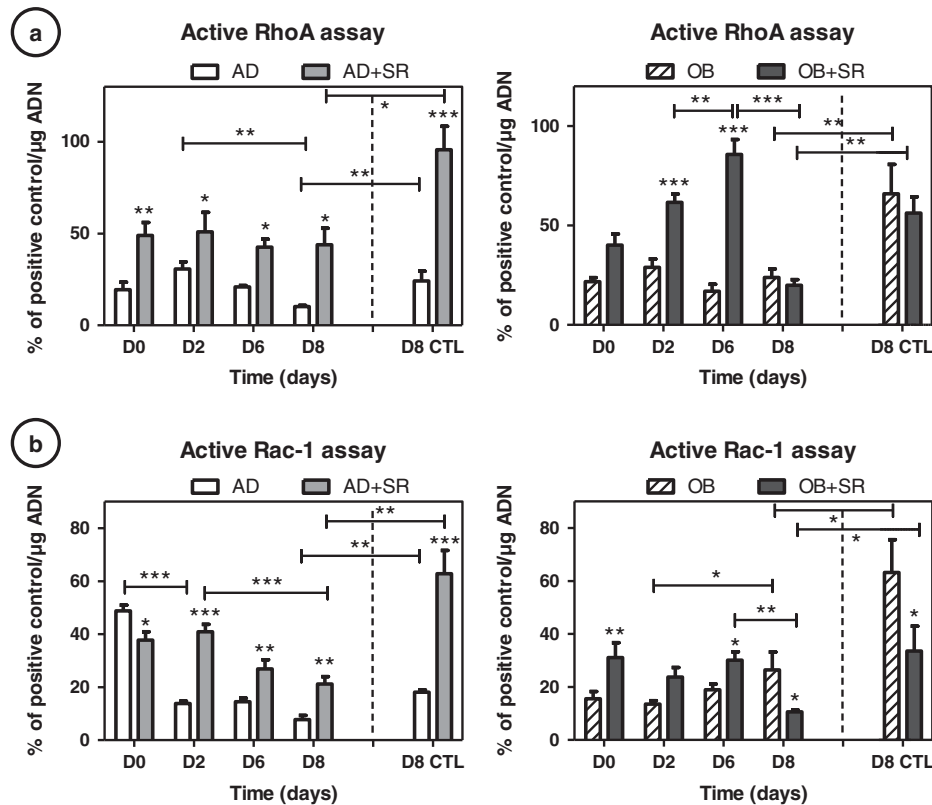 a
Active RhoA assay
AD AD+SR
% of positive control/µg ADN
100
50
0
** * * * ***
**
**
*
D0 D2 D6 D8 D8 CTL
Time (days)
Active RhoA assay
OB OB+SR
% of positive control/µg ADN
100
50
0
*** ***
** ***
**
**
D0 D2 D6 D8 D8 CTL
Time (days)
b
Active Rac-1 assay
AD AD+SR
% of positive control/µg ADN
80
60
40
20
0
**
**
*** ***
* *** ** ** ***
D0 D2 D6 D8 D8 CTL
Time (days)
Active Rac-1 assay
OB OB+SR
% of positive control/µg ADN
80
60
40
20
0
*
*
*
**
** * * *
D0 D2 D6 D8 D8 CTL
Time (days)